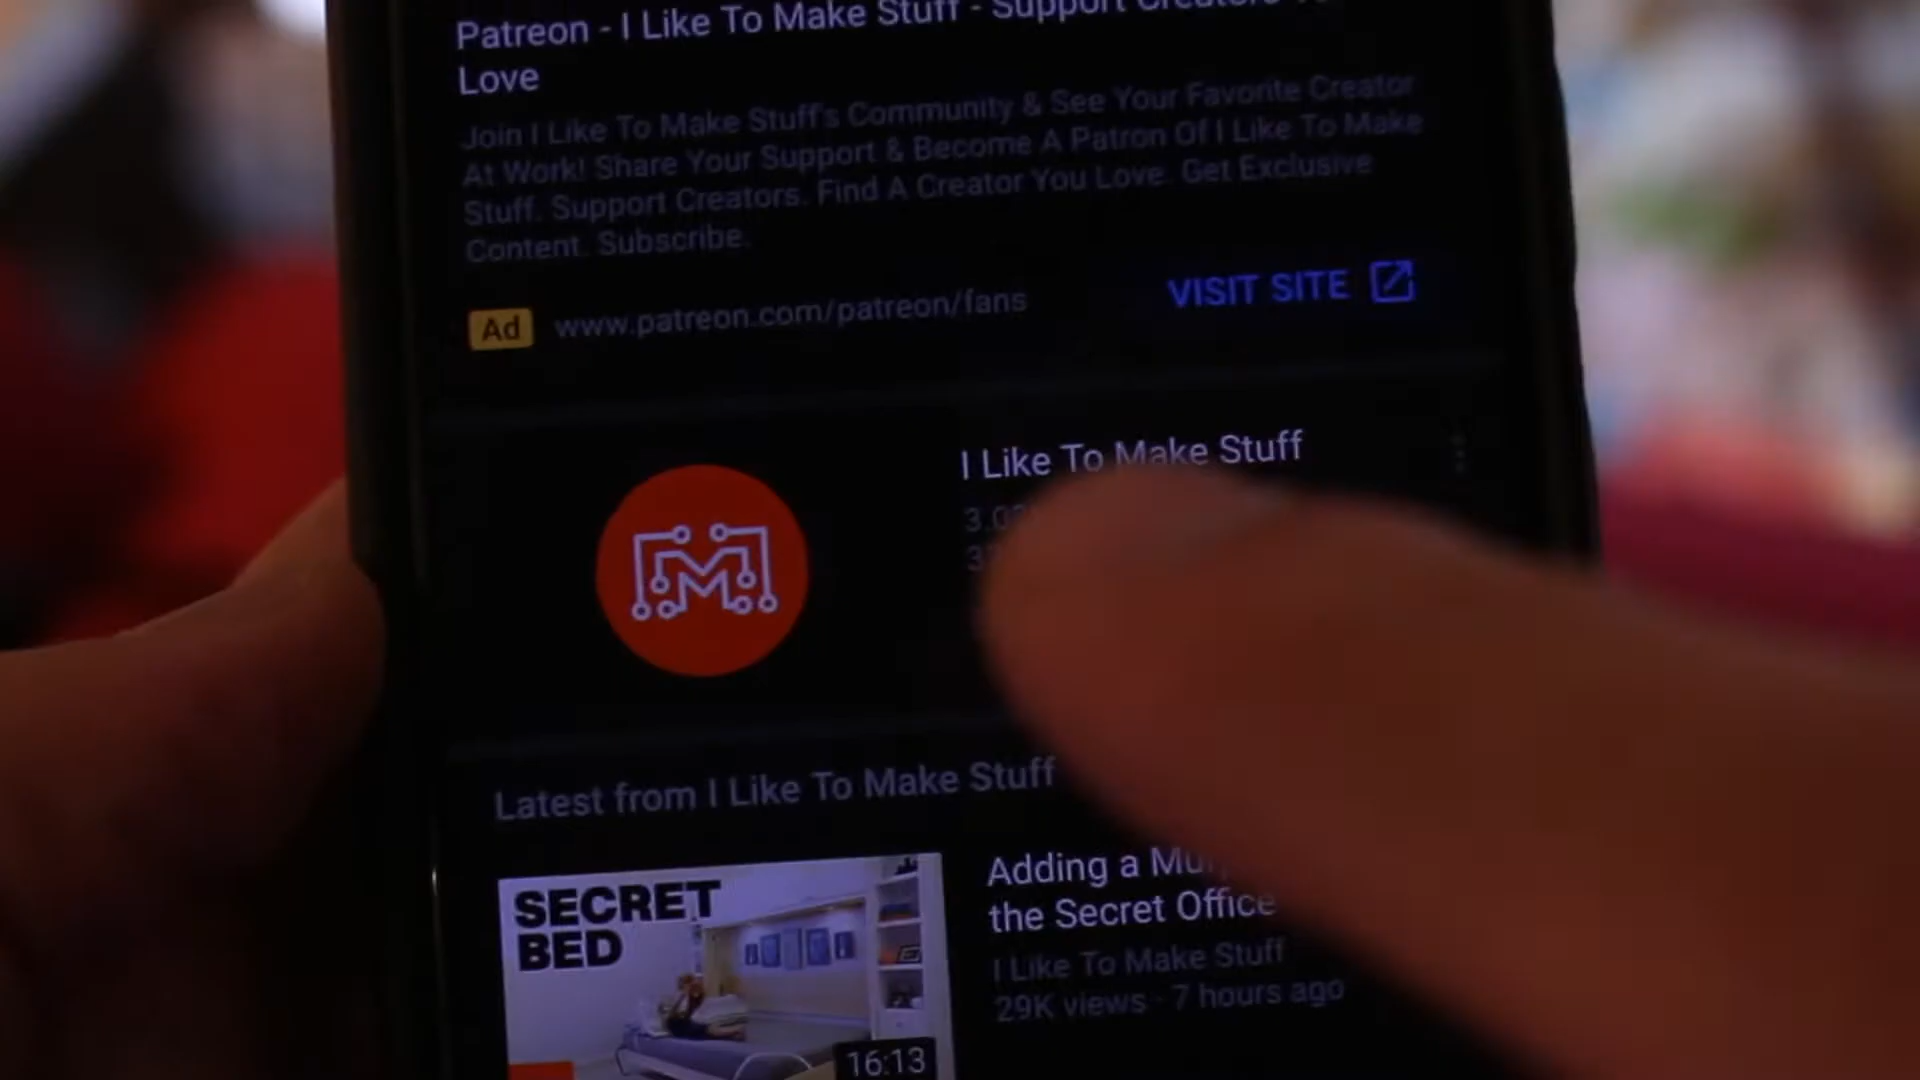 Patreon - I Like To Make Stuff - Support Creators
Love
Join I Like To Make Stuff's Community & See Your Favorite Creator
At Work! Share Your Support & Become A Patron Of I Like To Make
Stuff. Support Creators. Find A Creator You Love. Get Exclusive
Content. Subscribe.
Ad www.patreon.com/patreon/fans VISIT SITE
I Like To Make Stuff
Latest from I Like To Make Stuff
SECRET
BED
16:13
Adding a
the Secret Office
I Like To Make Stuff
29K views · 7 hours ago